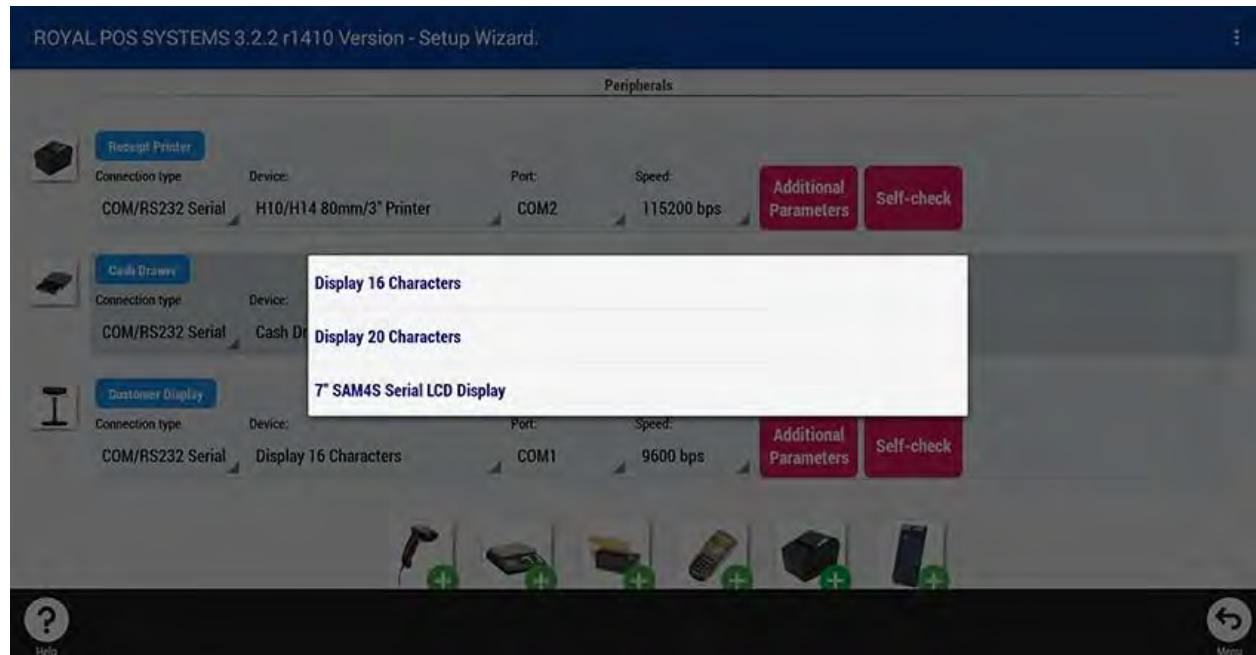 ROYAL POS SYSTEMS 3.2.2 r1410 Version - Setup Wizard.
Peripherals
Receipt Printer
Connection type
Device:
Port:
Speed:
COM/RS232 Serial
H10/H14 80mm/3" Printer
COM2
115200 bps
Additional
Parameters
Self-check
Cash Drawer
Connection type
Device:
COM/RS232 Serial
Cash Dr
Display 16 Characters
Display 20 Characters
7" SAM4S Serial LCD Display
Customer Display
Connection type
Device:
Port:
Speed:
COM/RS232 Serial
Display 16 Characters
COM1
9600 bps
Additional
Parameters
Self-check
?
Help
Menu